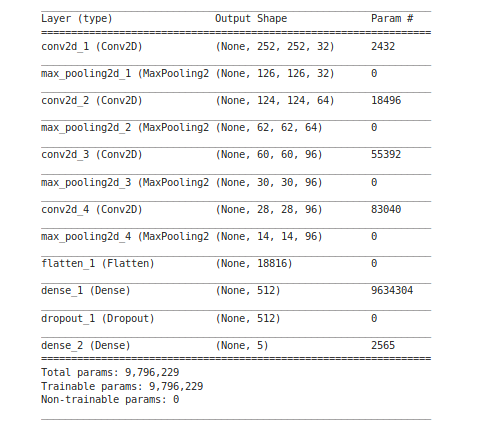 Layer (type)                 Output Shape              Param #
=================================================================
conv2d_1 (Conv2D)            (None, 252, 252, 32)      2432
max_pooling2d_1 (MaxPooling2 (None, 126, 126, 32)      0
conv2d_2 (Conv2D)            (None, 124, 124, 64)      18496
max_pooling2d_2 (MaxPooling2 (None, 62, 62, 64)        0
conv2d_3 (Conv2D)            (None, 60, 60, 96)        55392
max_pooling2d_3 (MaxPooling2 (None, 30, 30, 96)        0
conv2d_4 (Conv2D)            (None, 28, 28, 96)        83040
max_pooling2d_4 (MaxPooling2 (None, 14, 14, 96)        0
flatten_1 (Flatten)          (None, 18816)             0
dense_1 (Dense)              (None, 512)               9634304
dropout_1 (Dropout)          (None, 512)               0
dense_2 (Dense)              (None, 5)                 2565
=================================================================
Total params: 9,796,229
Trainable params: 9,796,229
Non-trainable params: 0